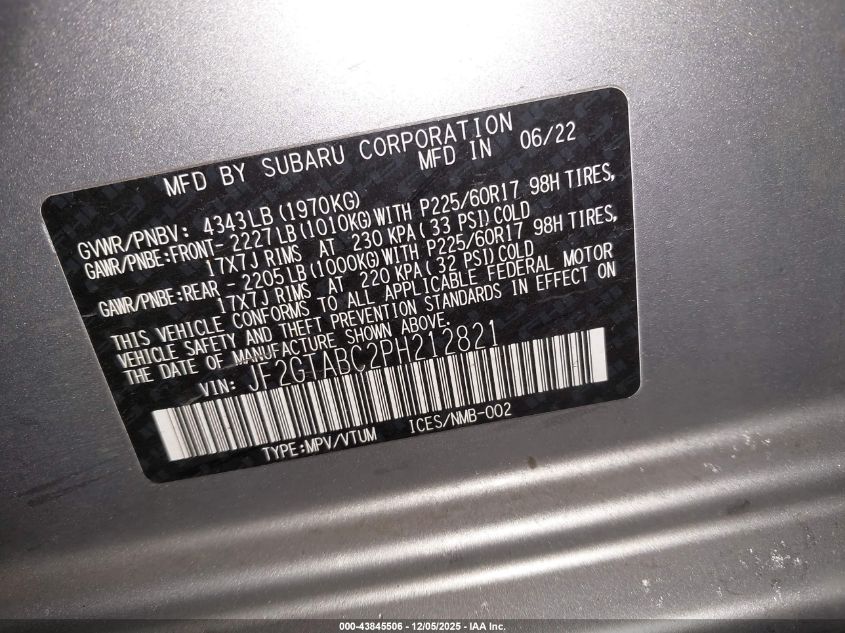 MFD BY SUBARU CORPORATION
MFD IN 06/22
GVWR/PNBV: 4343LB(1970KG)
GAWR/PNBE:FRONT-2227LB(1010KG)WITH P225/60R17 98H TIRES,
17X7J RIMS AT 230 KPA(33 PSI)COLD
GAWR/PNBE:REAR -2205LB(1000KG)WITH P225/60R17 98H TIRES,
17X7J RIMS AT 220 KPA(32 PSI)COLD
THIS VEHICLE CONFORMS TO ALL APPLICABLE FEDERAL MOTOR
VEHICLE SAFETY AND THEFT PREVENTION STANDARDS IN EFFECT ON
THE DATE OF MANUFACTURE SHOWN ABOVE.
VIN: JF2GTABC2PH212821
TYPE:MPV/VTUM ICES/NMB-002
000-43845506 - 12/05/2025 - IAA Inc.